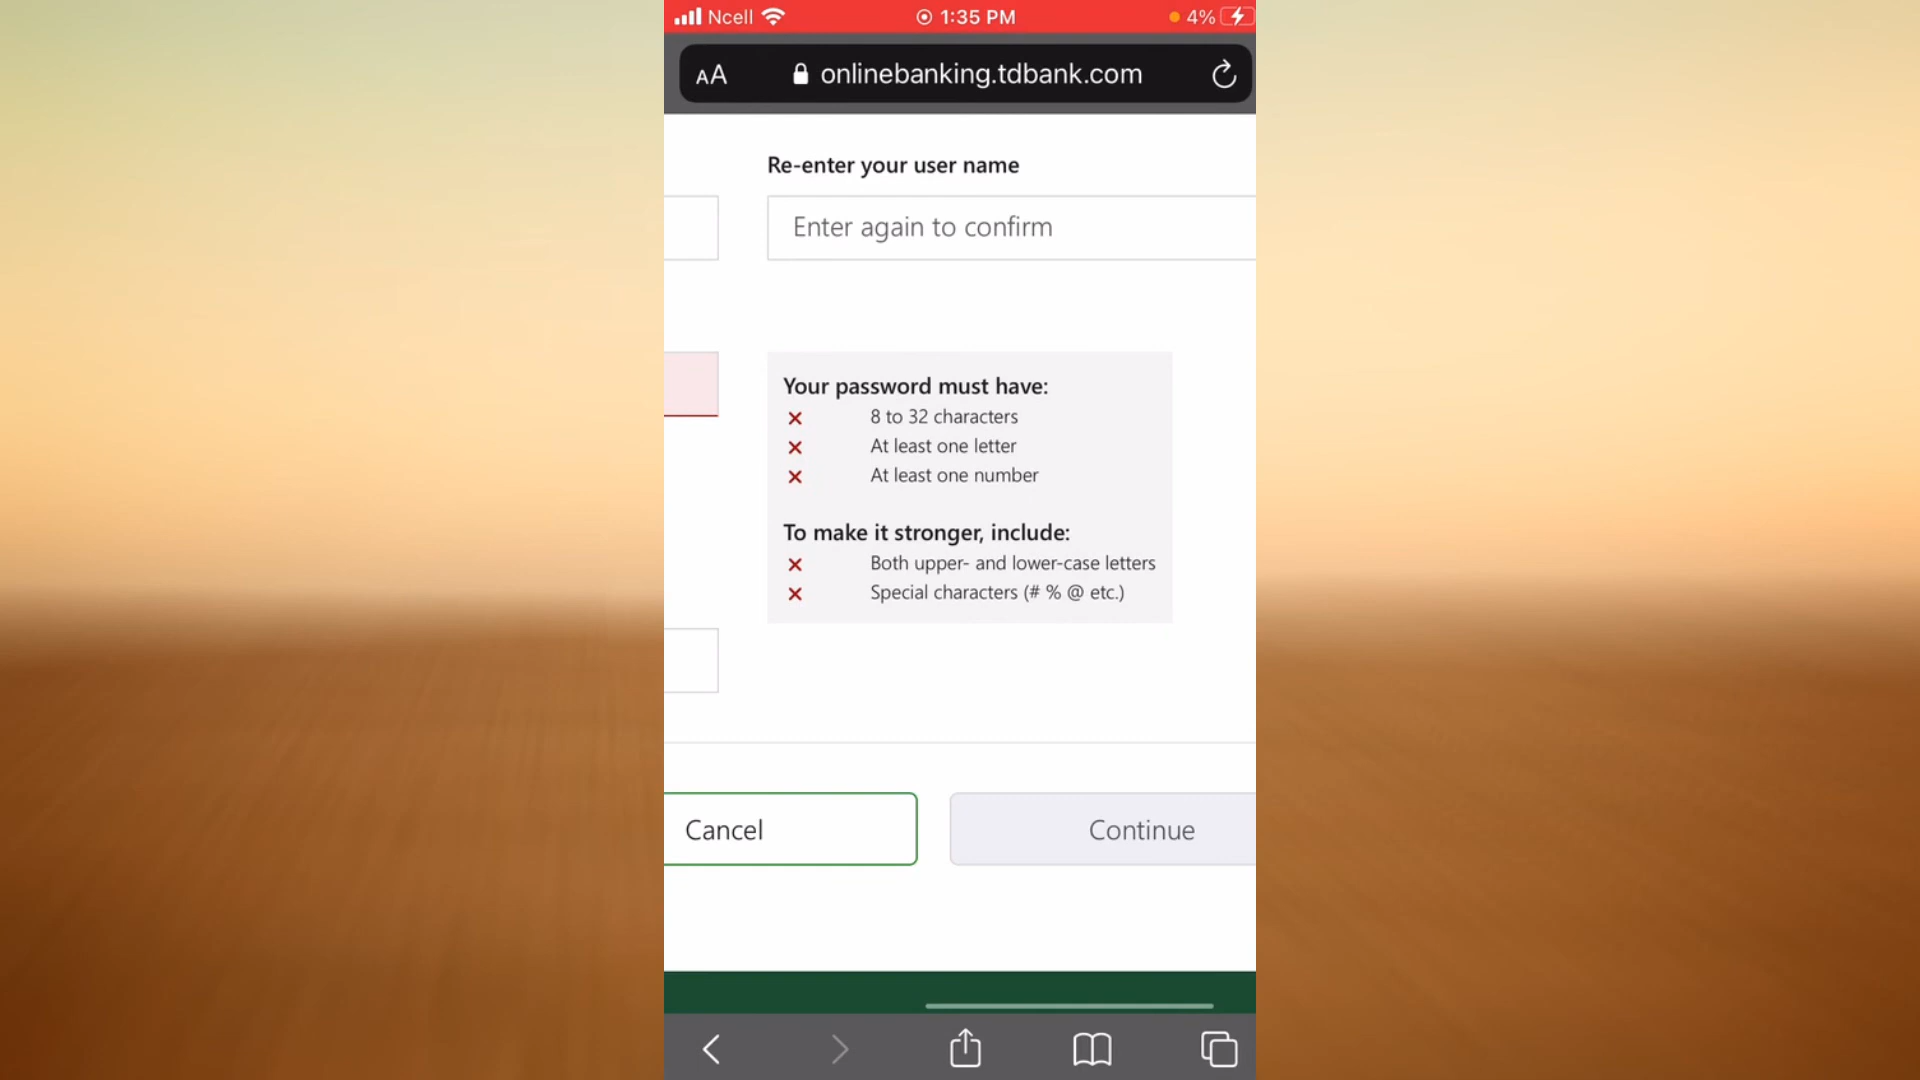 Ncell 1:35 PM 4%
AA onlinebanking.tdbank.com
Re-enter your user name
Enter again to confirm
Your password must have:
8 to 32 characters
At least one letter
At least one number
To make it stronger, include:
Both upper- and lower-case letters
Special characters (# % @ etc.)
Cancel Continue